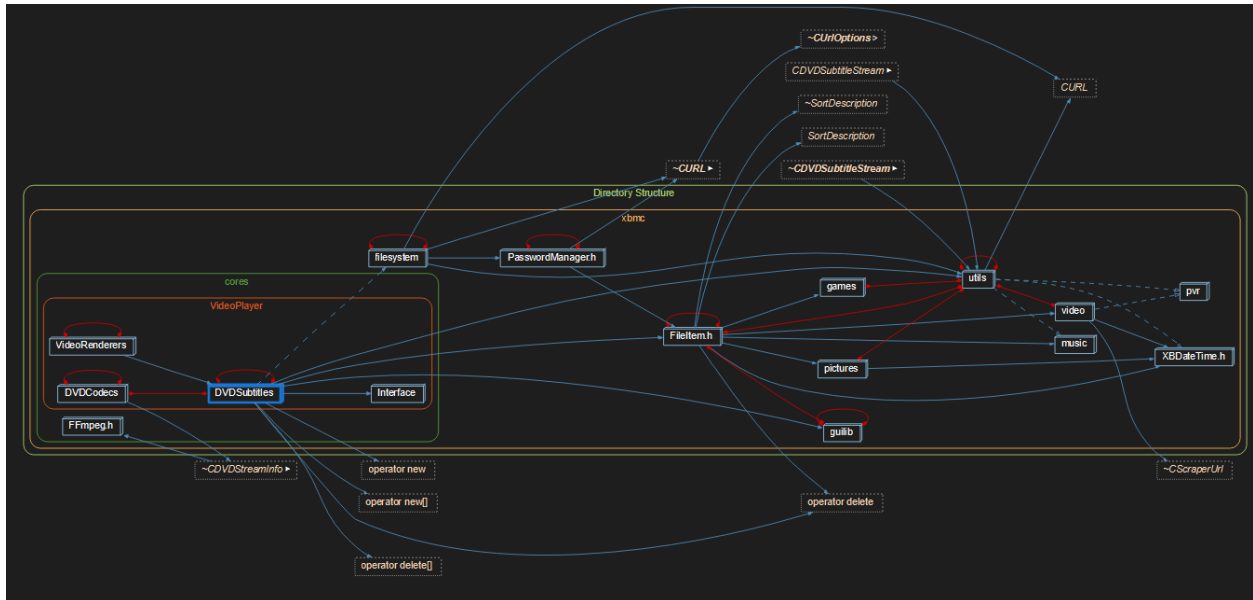 ~CUrlOptions >
CDVDSubtitleStream ▸
CURL
~SortDescription
SortDescription
~CURL ▸
~CDVDSubtitleStream ▸
Directory Structure
xbmc
filesystem
PasswordManager.h
utils
cores
games
pvr
VideoPlayer
video
VideoRenderers
FileItem.h
music
XBDateTime.h
pictures
DVDCodecs
DVDSubtitles
Interface
FFmpeg.h
guilib
~CDVDStreamInfo ▸
operator new
~CScraperUrl
operator new[]
operator delete
operator delete[]